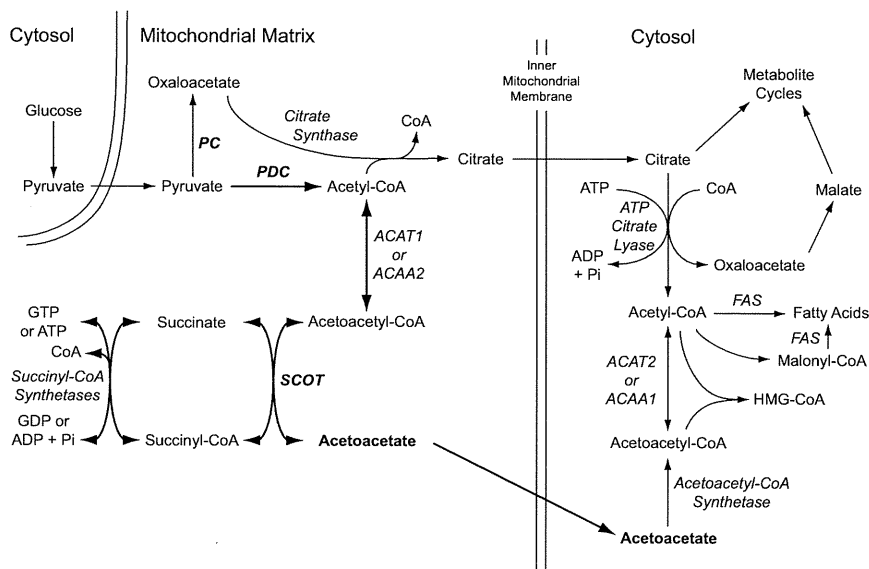 Cytosol
Mitochondrial Matrix
Cytosol
Inner
Mitochondrial
Membrane
Glucose
Pyruvate
Oxaloacetate
PC
Citrate
Synthase
CoA
PDC
Pyruvate
Acetyl-CoA
Citrate
ACAT1
or
ACAA2
GTP
or ATP
Succinate
Acetoacetyl-CoA
CoA
Succinyl-CoA
Synthetases
SCOT
GDP or
ADP + Pi
Succinyl-CoA
Acetoacetate
Metabolite
Cycles
Citrate
ATP
CoA
Malate
ATP
Citrate
Lyase
ADP
+ Pi
Oxaloacetate
Acetyl-CoA
FAS
Fatty Acids
FAS
Malonyl-CoA
ACAT2
or
ACAA1
HMG-CoA
Acetoacetyl-CoA
Acetoacetyl-CoA
Synthetase
Acetoacetate